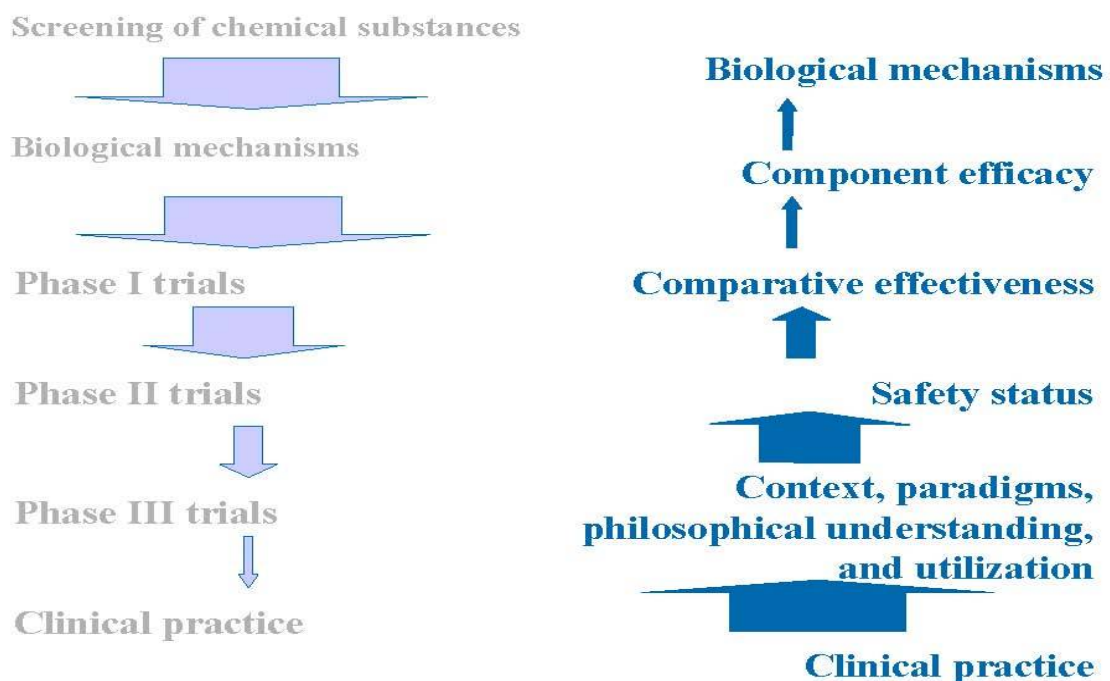 Screening of chemical substances
Biological mechanisms
Phase I trials
Phase II trials
Phase III trials
Clinical practice
Biological mechanisms
Component efficacy
Comparative effectiveness
Safety status
Context, paradigms,
philosophical understanding,
and utilization
Clinical practice